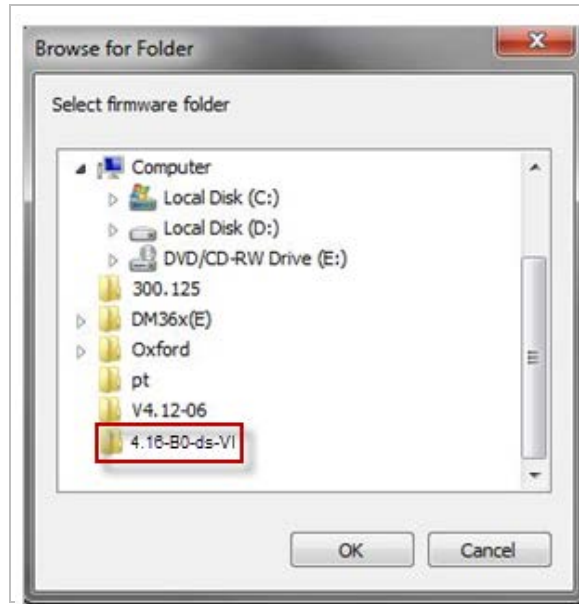 Browse for Folder
Select firmware folder
Computer
Local Disk (C:)
Local Disk (D:)
DVD/CD-RW Drive (E:)
300.125
DM36x(E)
Oxford
pt
V4.12-06
4.16-B0-ds-VI
OK Cancel